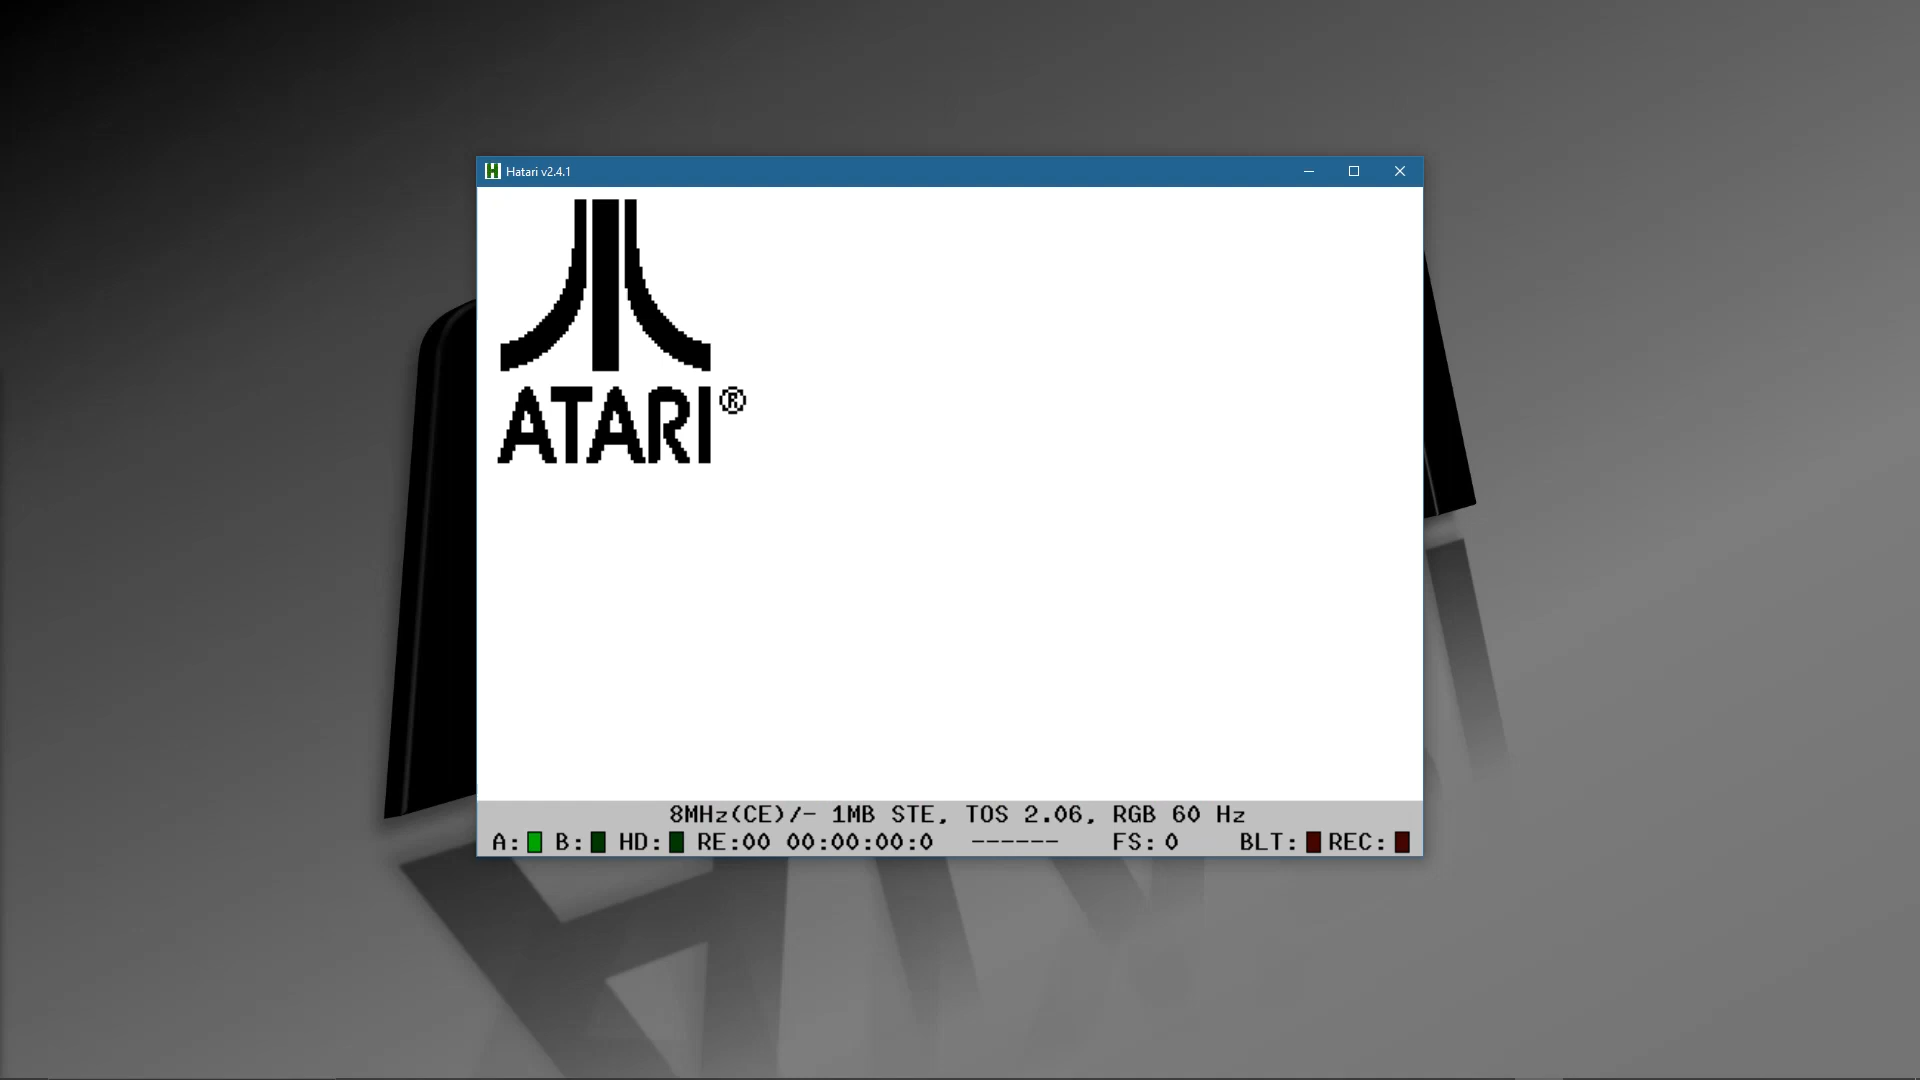 Hatari v2.4.1
ATARI®
8MHz(CE)/- 1MB STE, TOS 2.06, RGB 60 Hz
A: B: HD: RE:00 00:00:00:0 ------ FS: 0 BLT: REC: